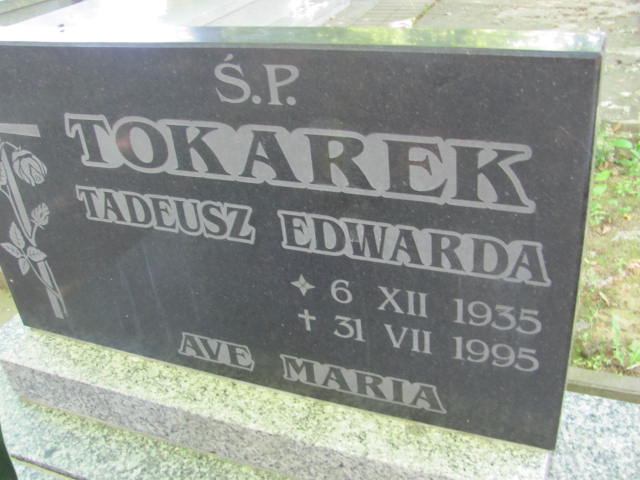 Ś.P.
TOKAREK
TADEUSZ EDWARDA
6 XII 1935
31 VII 1995
AVE MARIA